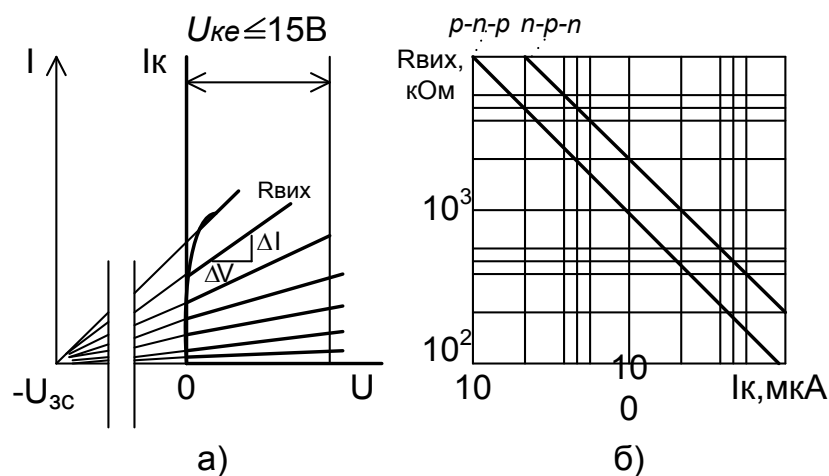 Uке≤15В
I
Iк
Rвих
ΔI
ΔV
-Uзс
0
U
а)
p-n-p
n-p-n
Rвих,
кОм
10³
10²
10
10
0
Iк,мкА
б)